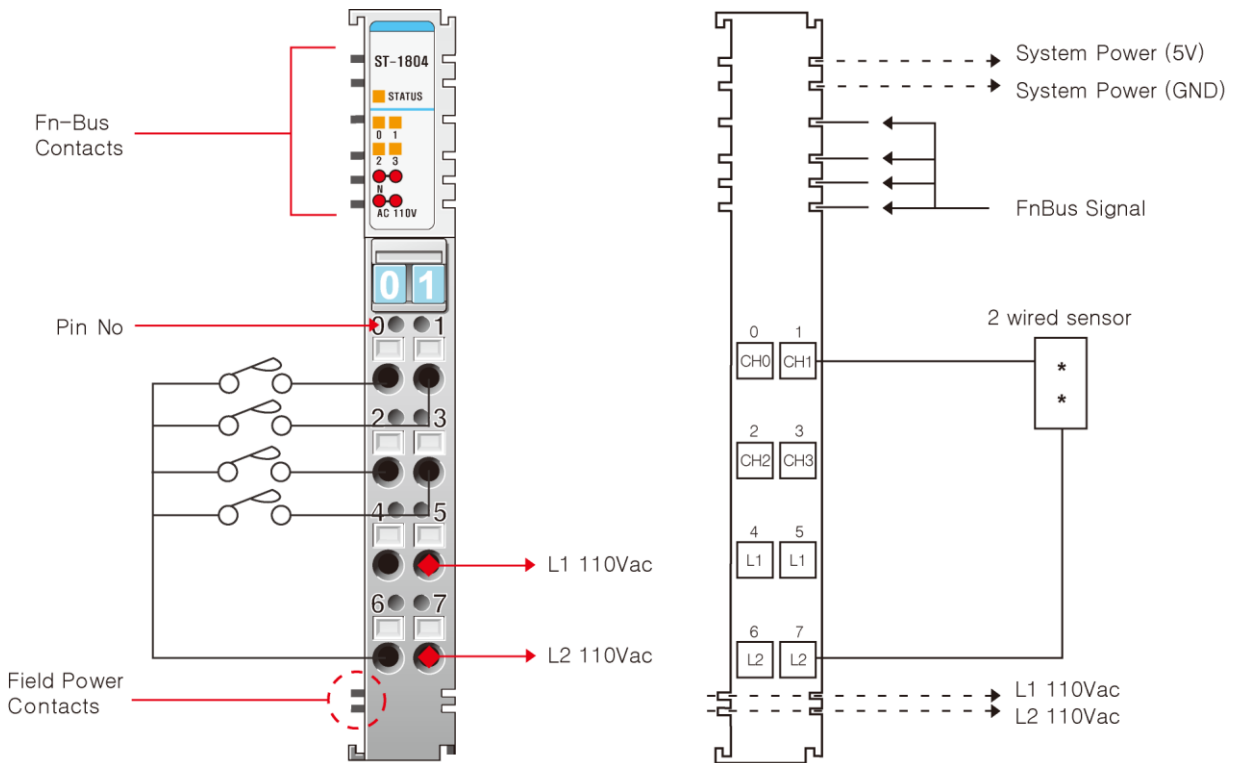 ST-1804
STATUS
0 1
2 3
N
AC 110V
Fn-Bus
Contacts
01
Pin No
0 1
2 3
4 5
6 7
L1 110Vac
L2 110Vac
Field Power
Contacts
System Power (5V)
System Power (GND)
FnBus Signal
2 wired sensor
*
*
0 1
CH0 CH1
2 3
CH2 CH3
4 5
L1 L1
6 7
L2 L2
L1 110Vac
L2 110Vac